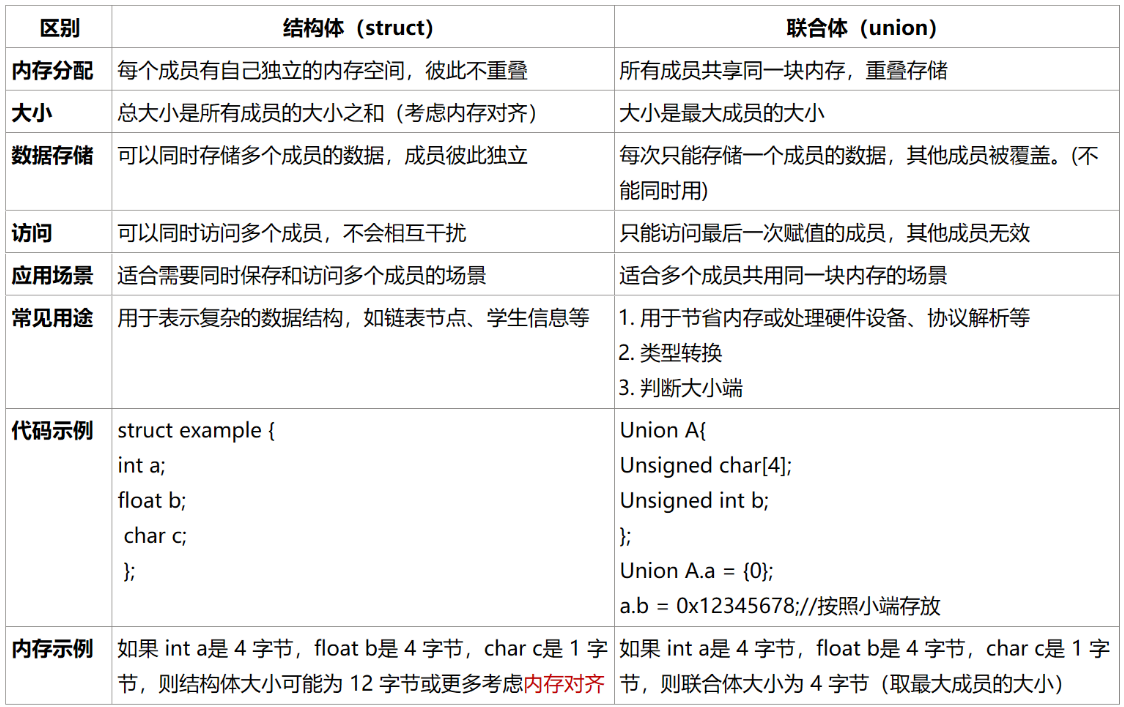 区别 结构体（struct） 联合体（union）
内存分配 每个成员有自己独立的内存空间，彼此不重叠 所有成员共享同一块内存，重叠存储
大小 总大小是所有成员的大小之和（考虑内存对齐） 大小是最大成员的大小
数据存储 可以同时存储多个成员的数据，成员彼此独立 每次只能存储一个成员的数据，其他成员被覆盖。(不
能同时用)
访问 可以同时访问多个成员，不会相互干扰 只能访问最后一次赋值的成员，其他成员无效
应用场景 适合需要同时保存和访问多个成员的场景 适合多个成员共用同一块内存的场景
常见用途 用于表示复杂的数据结构，如链表节点、学生信息等 1. 用于节省内存或处理硬件设备、协议解析等
2. 类型转换
3. 判断大小端
代码示例
struct example {
int a;
float b;
char c;
};
Union A{
Unsigned char[4];
Unsigned int b;
};
Union A.a = {0};
a.b = 0x12345678;//按照小端存放
内存示例
如果 int a是 4 字节，float b是 4 字节，char c是 1 字
节，则结构体大小可能为 12 字节或更多考虑内存对齐
如果 int a是 4 字节，float b是 4 字节，char c是 1 字
节，则联合体大小为 4 字节（取最大成员的大小）